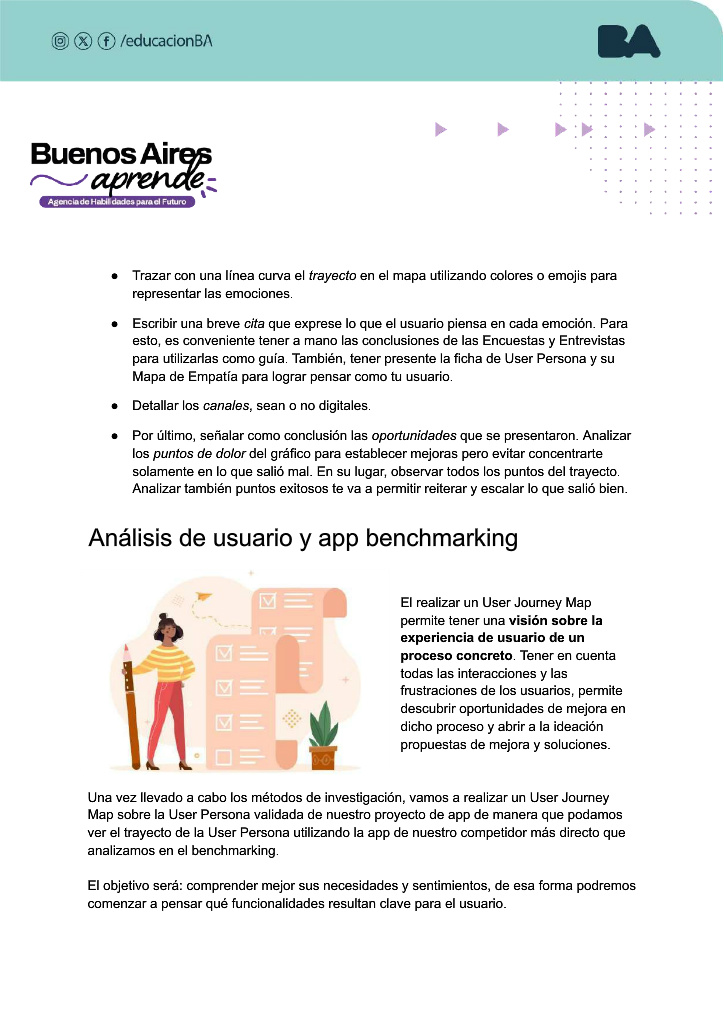 /educacionBA
BA
Buenos Aires
aprende
Agencia de Habilidades para el Futuro
● Trazar con una línea curva el trayecto en el mapa utilizando colores o emojis para
representar las emociones.
● Escribir una breve cita que exprese lo que el usuario piensa en cada emoción. Para
esto, es conveniente tener a mano las conclusiones de las Encuestas y Entrevistas
para utilizarlas como guía. También, tener presente la ficha de User Persona y su
Mapa de Empatía para lograr pensar como tu usuario.
● Detallar los canales, sean o no digitales.
● Por último, señalar como conclusión las oportunidades que se presentaron. Analizar
los puntos de dolor del gráfico para establecer mejoras pero evitar concentrarte
solamente en lo que salió mal. En su lugar, observar todos los puntos del trayecto.
Analizar también puntos exitosos te va a permitir reiterar y escalar lo que salió bien.
Análisis de usuario y app benchmarking
El realizar un User Journey Map
permite tener una visión sobre la
experiencia de usuario de un
proceso concreto. Tener en cuenta
todas las interacciones y las
frustraciones de los usuarios, permite
descubrir oportunidades de mejora en
dicho proceso y abrir a la ideación
propuestas de mejora y soluciones.
Una vez llevado a cabo los métodos de investigación, vamos a realizar un User Journey
Map sobre la User Persona validada de nuestro proyecto de app de manera que podamos
ver el trayecto de la User Persona utilizando la app de nuestro competidor más directo que
analizamos en el benchmarking.
El objetivo será: comprender mejor sus necesidades y sentimientos, de esa forma podremos
comenzar a pensar qué funcionalidades resultan clave para el usuario.